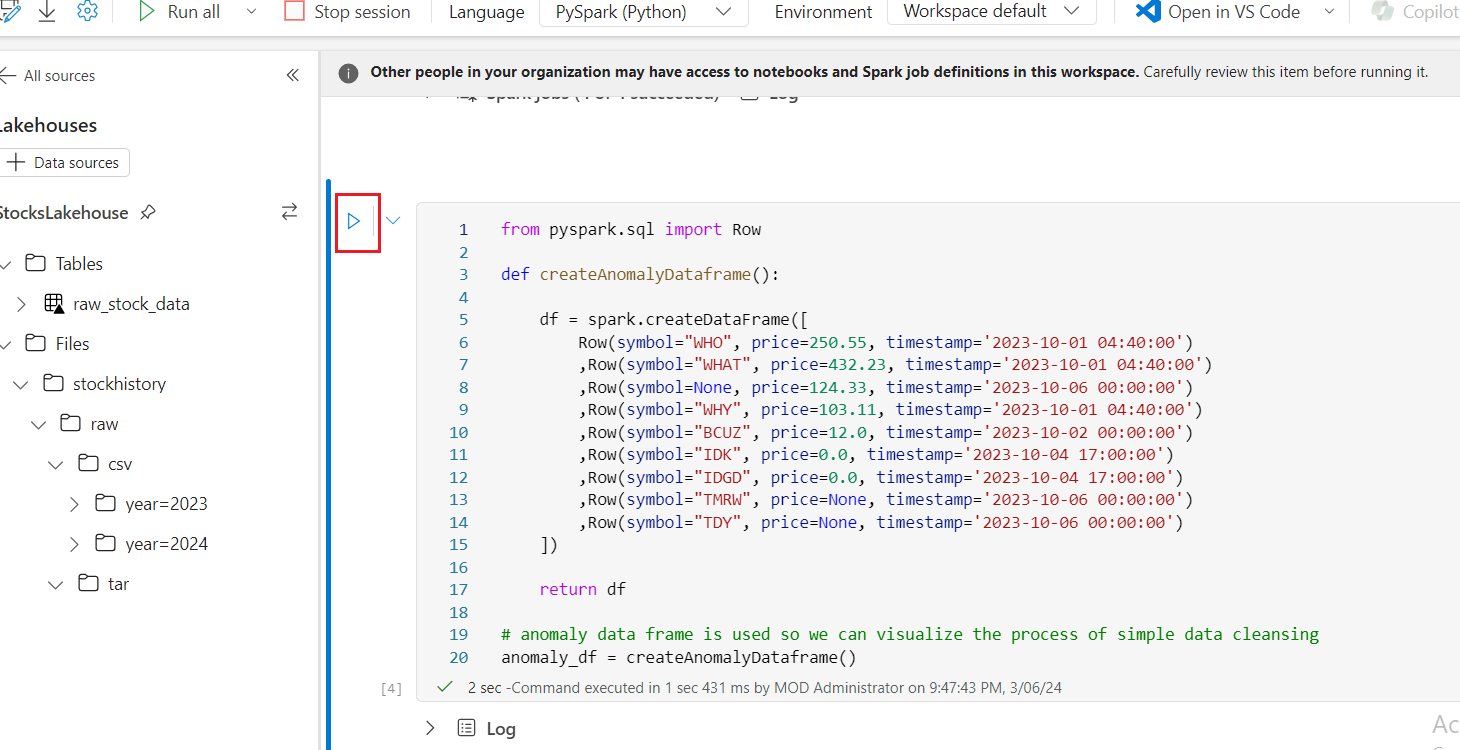 Run all
Stop session
Language
PySpark (Python)
Environment
Workspace default
Open in VS Code
Copilot
All sources
Other people in your organization may have access to notebooks and Spark job definitions in this workspace. Carefully review this item before running it.
Lakehouses
Data sources
StocksLakehouse
Tables
raw_stock_data
Files
stockhistory
raw
csv
year=2023
year=2024
tar
1 from pyspark.sql import Row
2
3 def createAnomalyDataframe():
4
5 df = spark.createDataFrame([
6 Row(symbol="WHO", price=250.55, timestamp='2023-10-01 04:40:00')
7 ,Row(symbol="WHAT", price=432.23, timestamp='2023-10-01 04:40:00')
8 ,Row(symbol=None, price=124.33, timestamp='2023-10-06 00:00:00')
9 ,Row(symbol="WHY", price=103.11, timestamp='2023-10-01 04:40:00')
10 ,Row(symbol="BCUZ", price=12.0, timestamp='2023-10-02 00:00:00')
11 ,Row(symbol="IDK", price=0.0, timestamp='2023-10-04 17:00:00')
12 ,Row(symbol="IDGD", price=0.0, timestamp='2023-10-04 17:00:00')
13 ,Row(symbol="TMRW", price=None, timestamp='2023-10-06 00:00:00')
14 ,Row(symbol="TDY", price=None, timestamp='2023-10-06 00:00:00')
15 ])
16
17 return df
18
19 # anomaly data frame is used so we can visualize the process of simple data cleansing
20 anomaly_df = createAnomalyDataframe()
[4] 2 sec -Command executed in 1 sec 431 ms by MOD Administrator on 9:47:43 PM, 3/06/24
Log